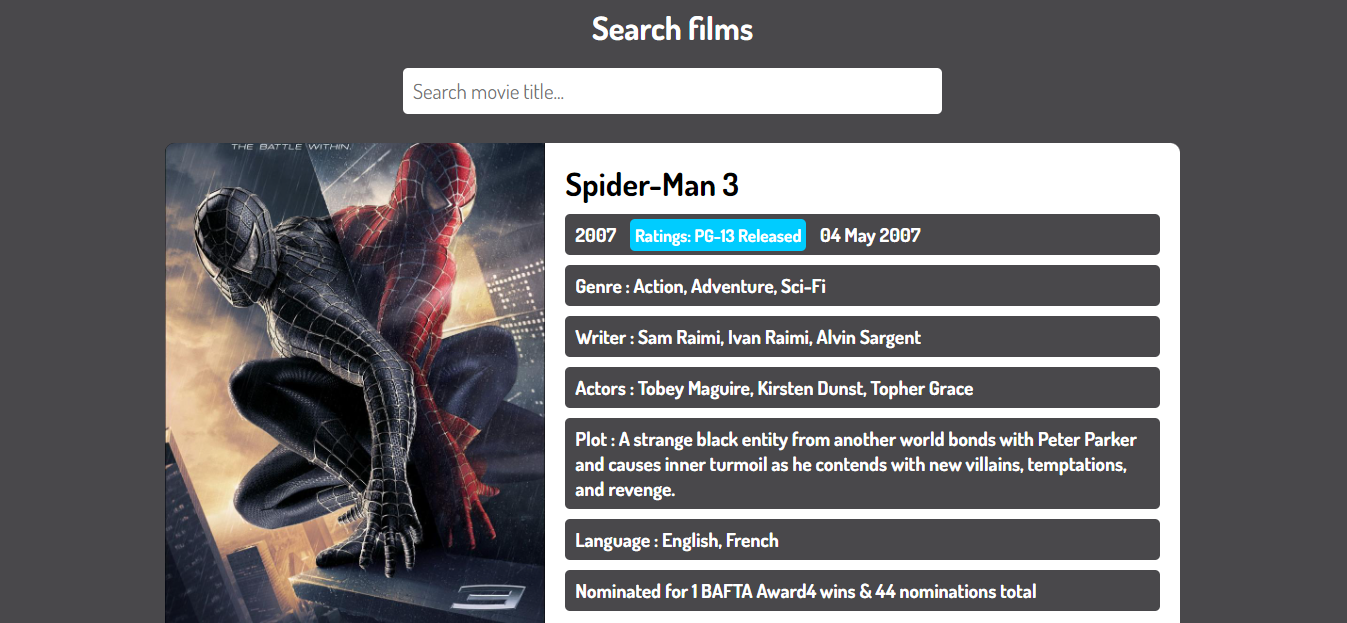 Search films
Search movie title...
THE BATTLE WITHIN.
3
Spider-Man 3
2007 Ratings: PG-13 Released 04 May 2007
Genre : Action, Adventure, Sci-Fi
Writer : Sam Raimi, Ivan Raimi, Alvin Sargent
Actors : Tobey Maguire, Kirsten Dunst, Topher Grace
Plot : A strange black entity from another world bonds with Peter Parker
and causes inner turmoil as he contends with new villains, temptations,
and revenge.
Language : English, French
Nominated for 1 BAFTA Award4 wins & 44 nominations total